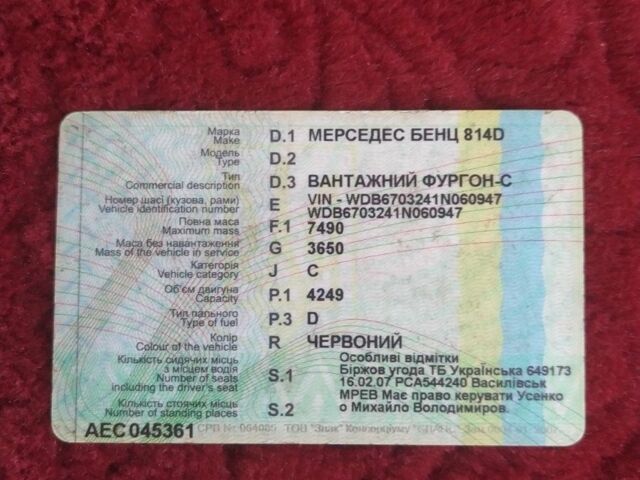 Марка
Make D.1 МЕРСЕДЕС БЕНЦ 814D
Модель
Type D.2
Тип
Commercial description D.3 ВАНТАЖНИЙ ФУРГОН-С
Номер шасі (кузова, рами)
Vehicle identification number E VIN - WDB6703241N060947
WDB6703241N060947
Повна маса
Maximum mass F.1 7490
Маса без навантаження
Mass of the vehicle in service G 3650
Категорія
Vehicle category J C
Об'єм двигуна
Capacity P.1 4249
Тип пального
Type of fuel P.3 D
Колір
Colour of the vehicle R ЧЕРВОНИЙ
Кількість сидячих місць
з місцем водія
Number of seats
including the driver's seat S.1
Кількість стоячих місць
Number of standing places S.2
Особливі відмітки
Біржов угода ТБ Українська 649173
16.02.07 РСА544240 Василівськ
МРЕВ Має право керувати Усенко
о Михайло Володимиров.
АЕС045361
ТОВ "Знак"